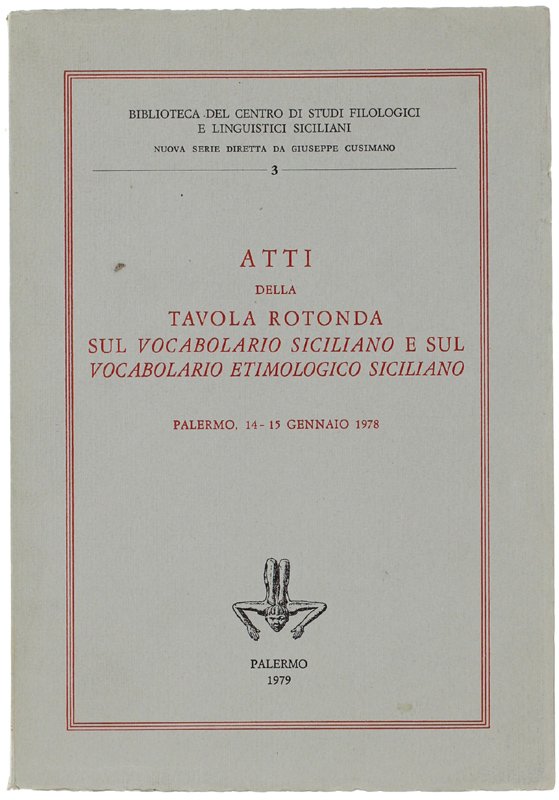 BIBLIOTECA DEL CENTRO DI STUDI FILOLOGICI
E LINGUISTICI SICILIANI
NUOVA SERIE DIRETTA DA GIUSEPPE CUSIMANO
3
ATTI
DELLA
TAVOLA ROTONDA
SUL VOCABOLARIO SICILIANO E SUL
VOCABOLARIO ETIMOLOGICO SICILIANO
PALERMO, 14-15 GENNAIO 1978
PALERMO
1979